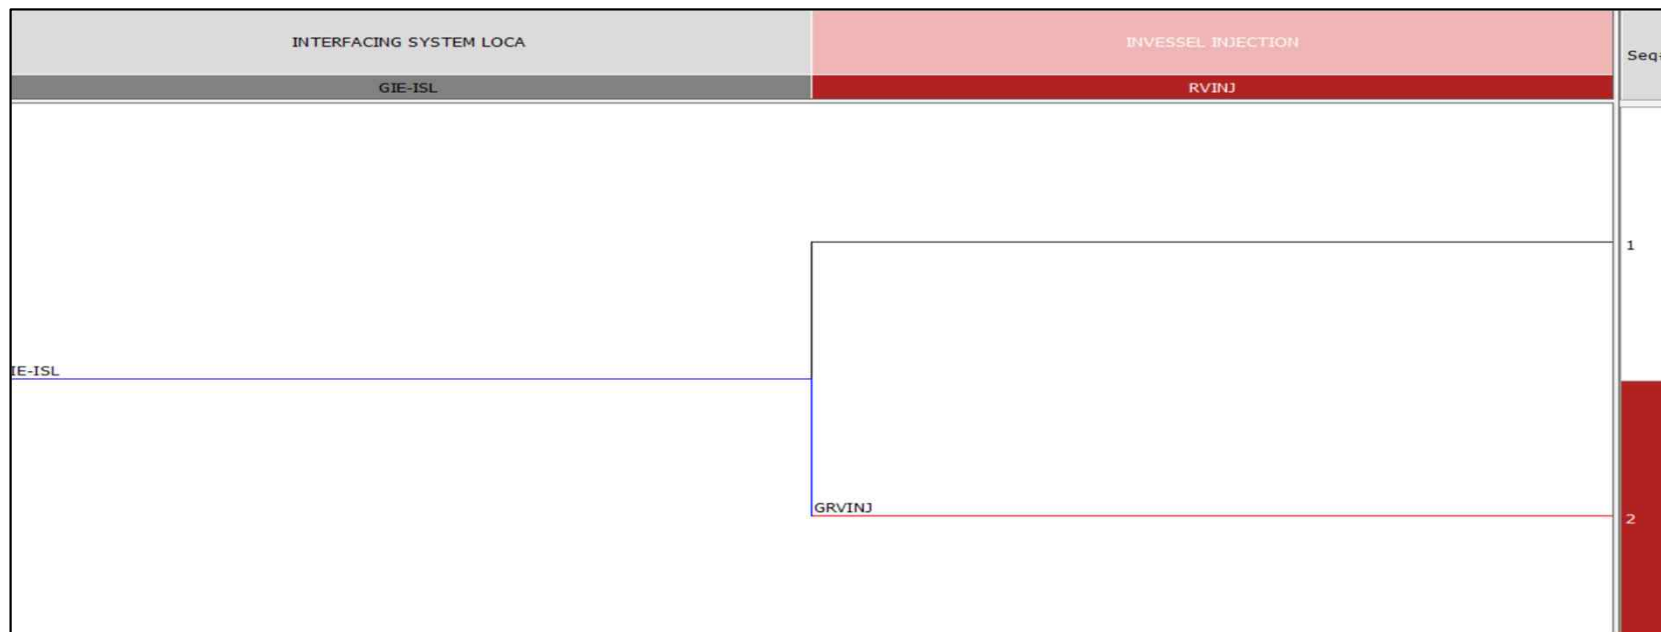 INTERFACING SYSTEM LOCA
INVESSEL INJECTION
Seq#
GIE-ISL
RVINJ
1
IE-ISL
GRVINJ
2